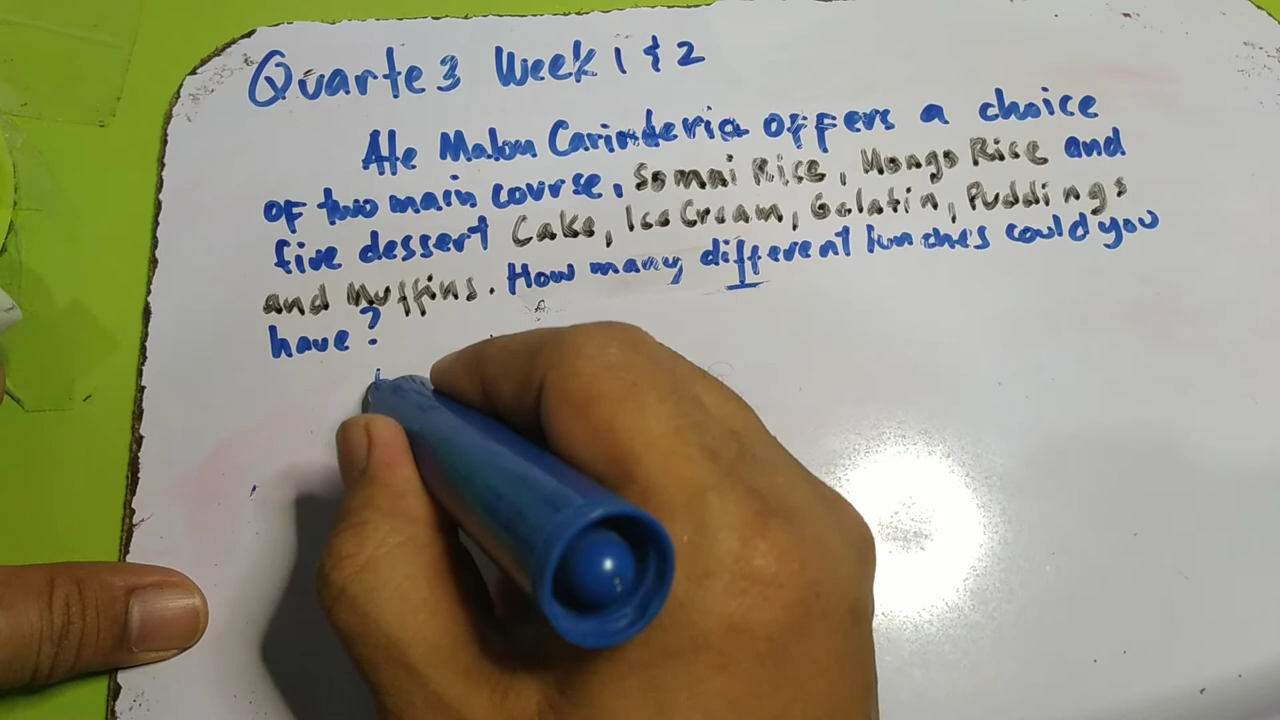 Quarte 3 Week 1 & 2
Ate Malou Carinderia offers a choice
of two main course, Somai Rice, Mongo Rice and
five dessert Cake, Ice Cream, Gelatin, Puddings
and Muffins. How many different lunches could you
have?